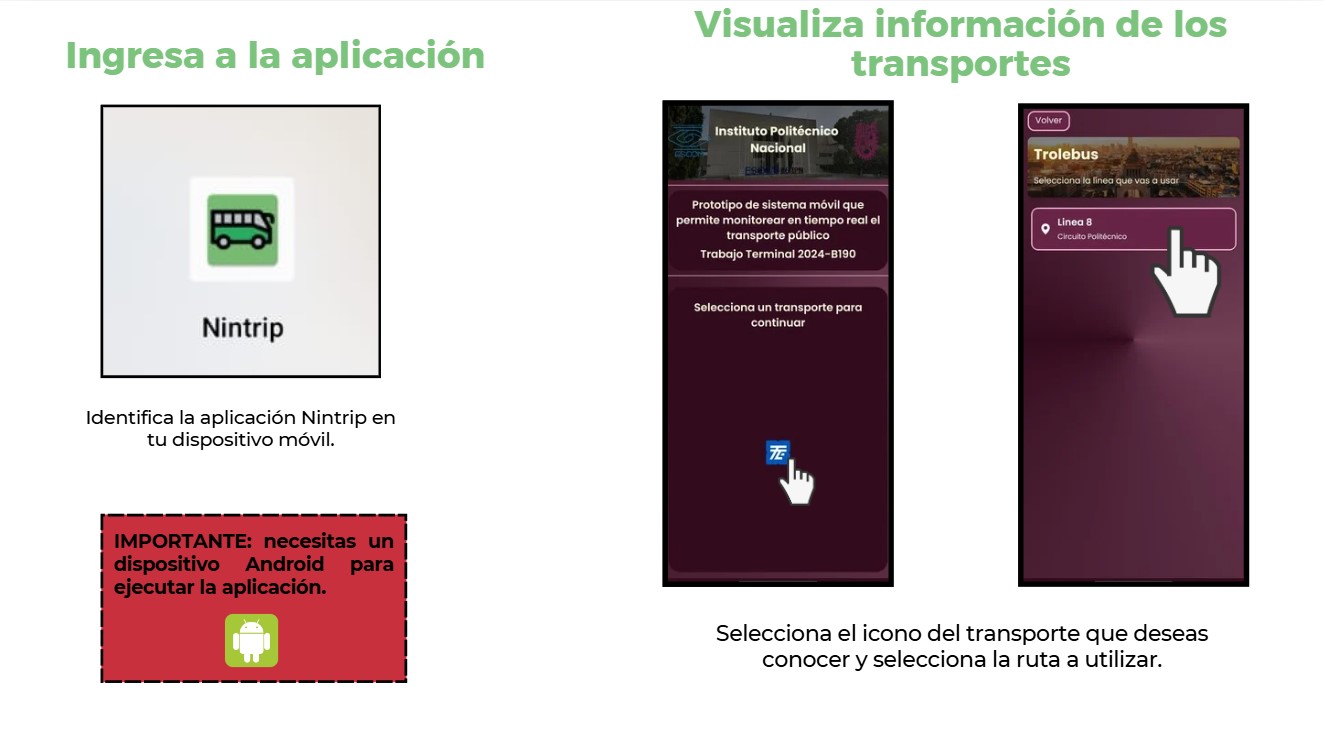 Ingresa a la aplicación
Nintrip
Identifica la aplicación Nintrip en
tu dispositivo móvil.
IMPORTANTE: necesitas un
dispositivo Android para
ejecutar la aplicación.
Visualiza información de los
transportes
Instituto Politécnico
Nacional
Prototipo de sistema móvil que
permite monitorear en tiempo real el
transporte público
Trabajo Terminal 2024-B190
Selecciona un transporte para
continuar
TE
Volver
Trolebus
Selecciona la línea que vas a usar
Linea 8
Circuito Politécnico
Selecciona el icono del transporte que deseas
conocer y selecciona la ruta a utilizar.